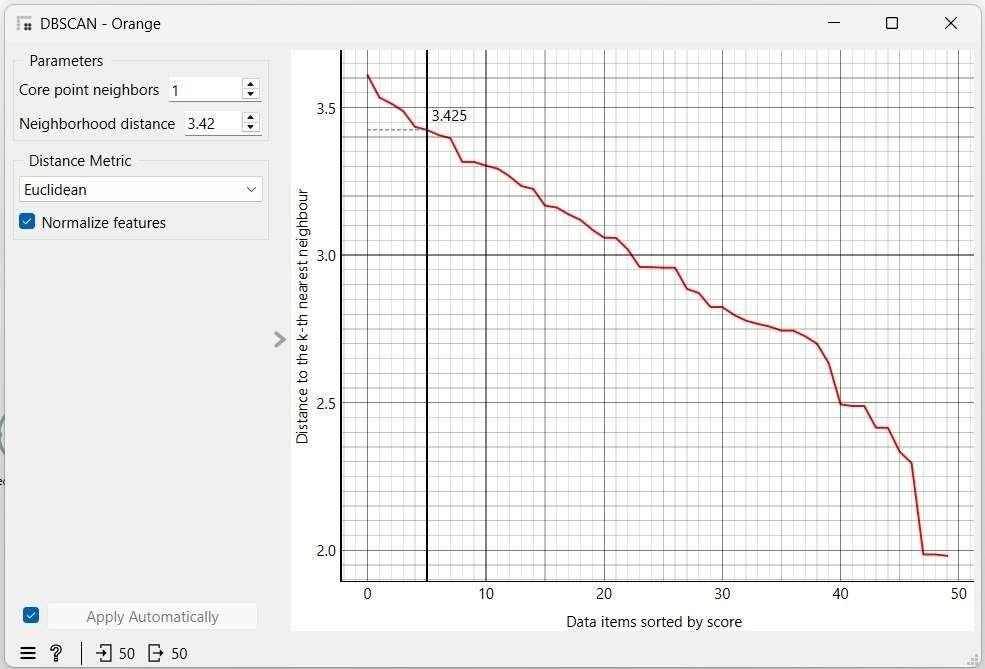 DBSCAN - Orange
Parameters
Core point neighbors 1
Neighborhood distance 3.42
Distance Metric
Euclidean
Normalize features
Apply Automatically
? 50 50
3.425
3.5
3.0
2.5
2.0
Distance to the k-th nearest neighbour
0 10 20 30 40 50
Data items sorted by score